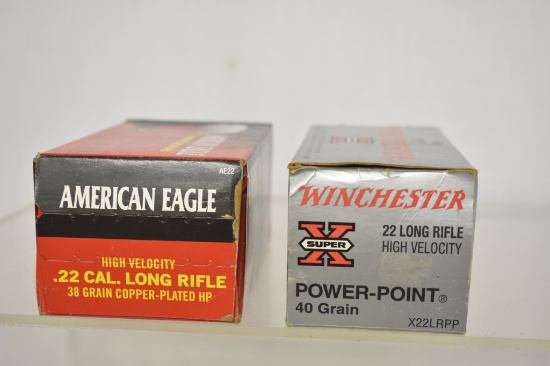 AE22
AMERICAN EAGLE
HIGH VELOCITY
.22 CAL. LONG RIFLE
38 GRAIN COPPER-PLATED HP
WINCHESTER
X
SUPER
22 LONG RIFLE
HIGH VELOCITY
POWER-POINT®
40 Grain
X22LRPP